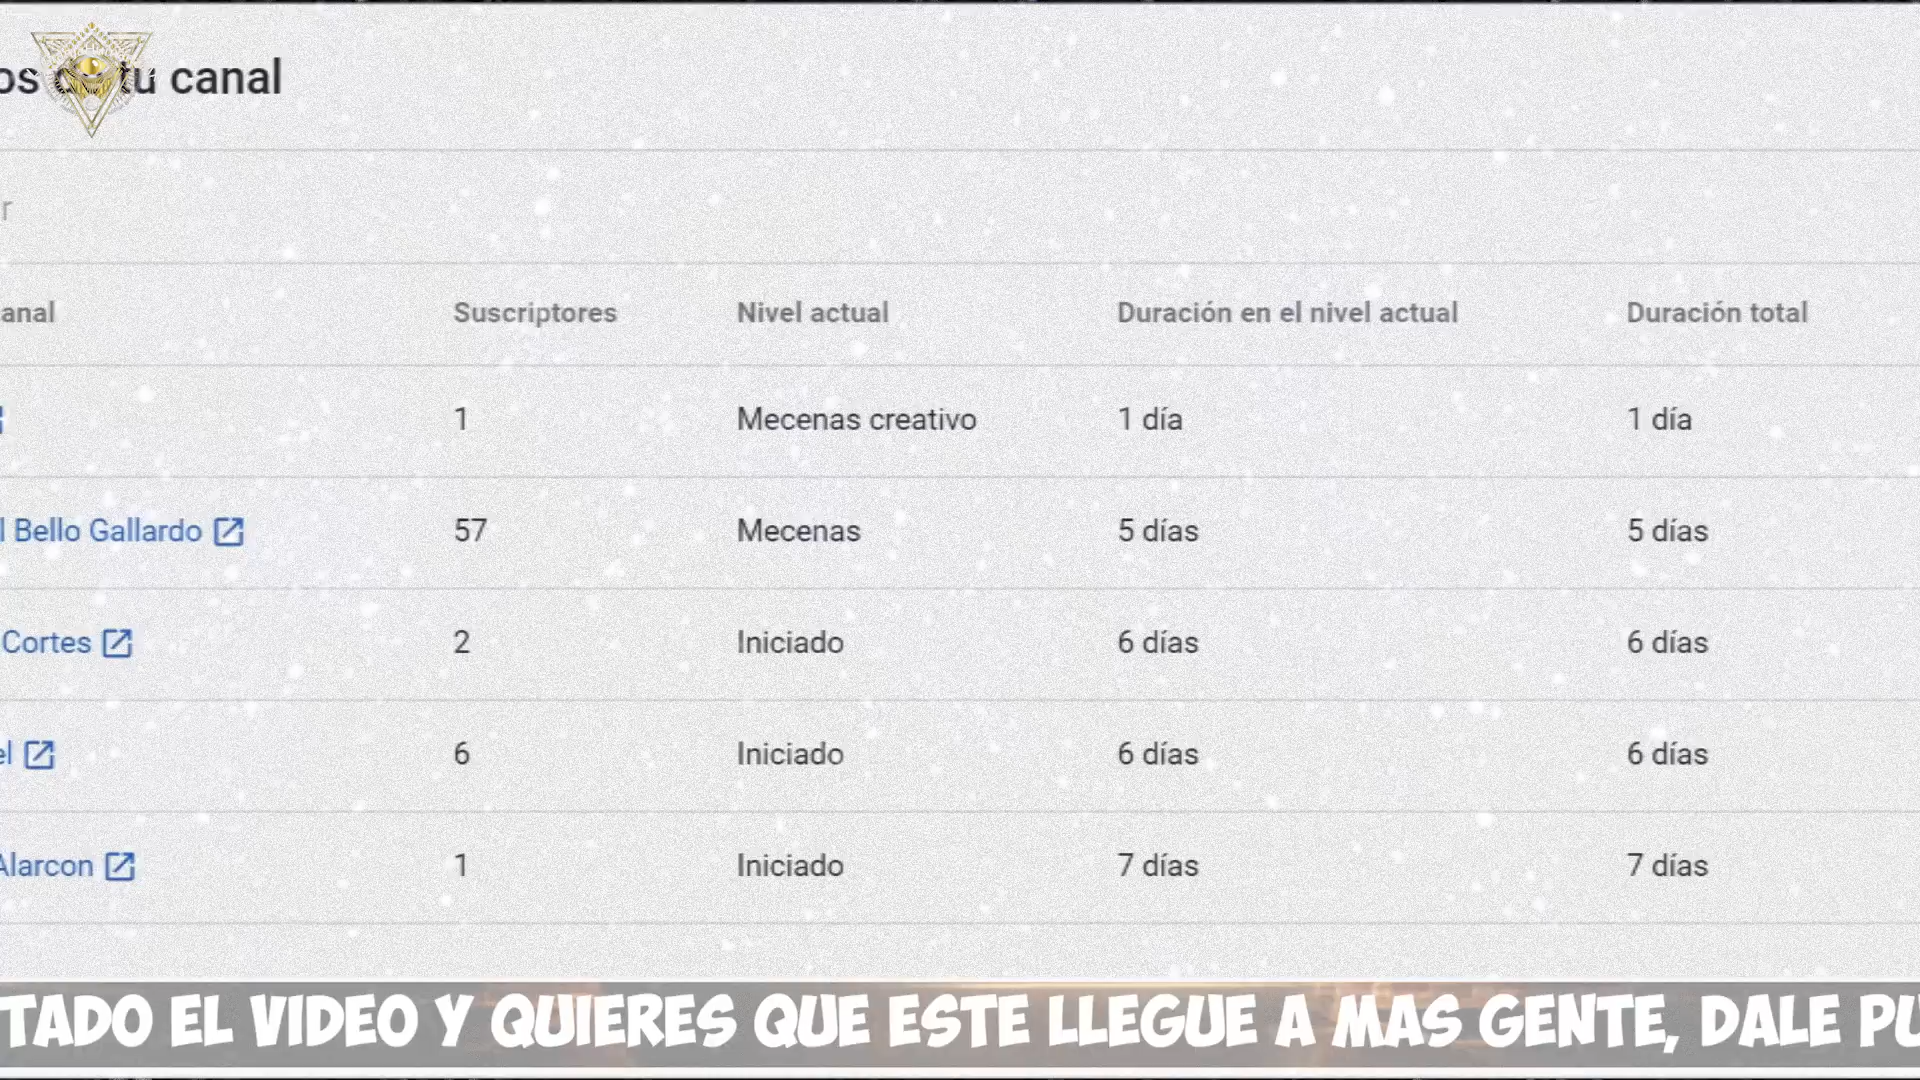 os de tu canal
r
anal Suscriptores Nivel actual Duración en el nivel actual Duración total
1 Mecenas creativo 1 día 1 día
l Bello Gallardo 57 Mecenas 5 días 5 días
Cortes 2 Iniciado 6 días 6 días
el 6 Iniciado 6 días 6 días
Alarcon 1 Iniciado 7 días 7 días
TADO EL VIDEO Y QUIERES QUE ESTE LLEGUE A MAS GENTE, DALE PU